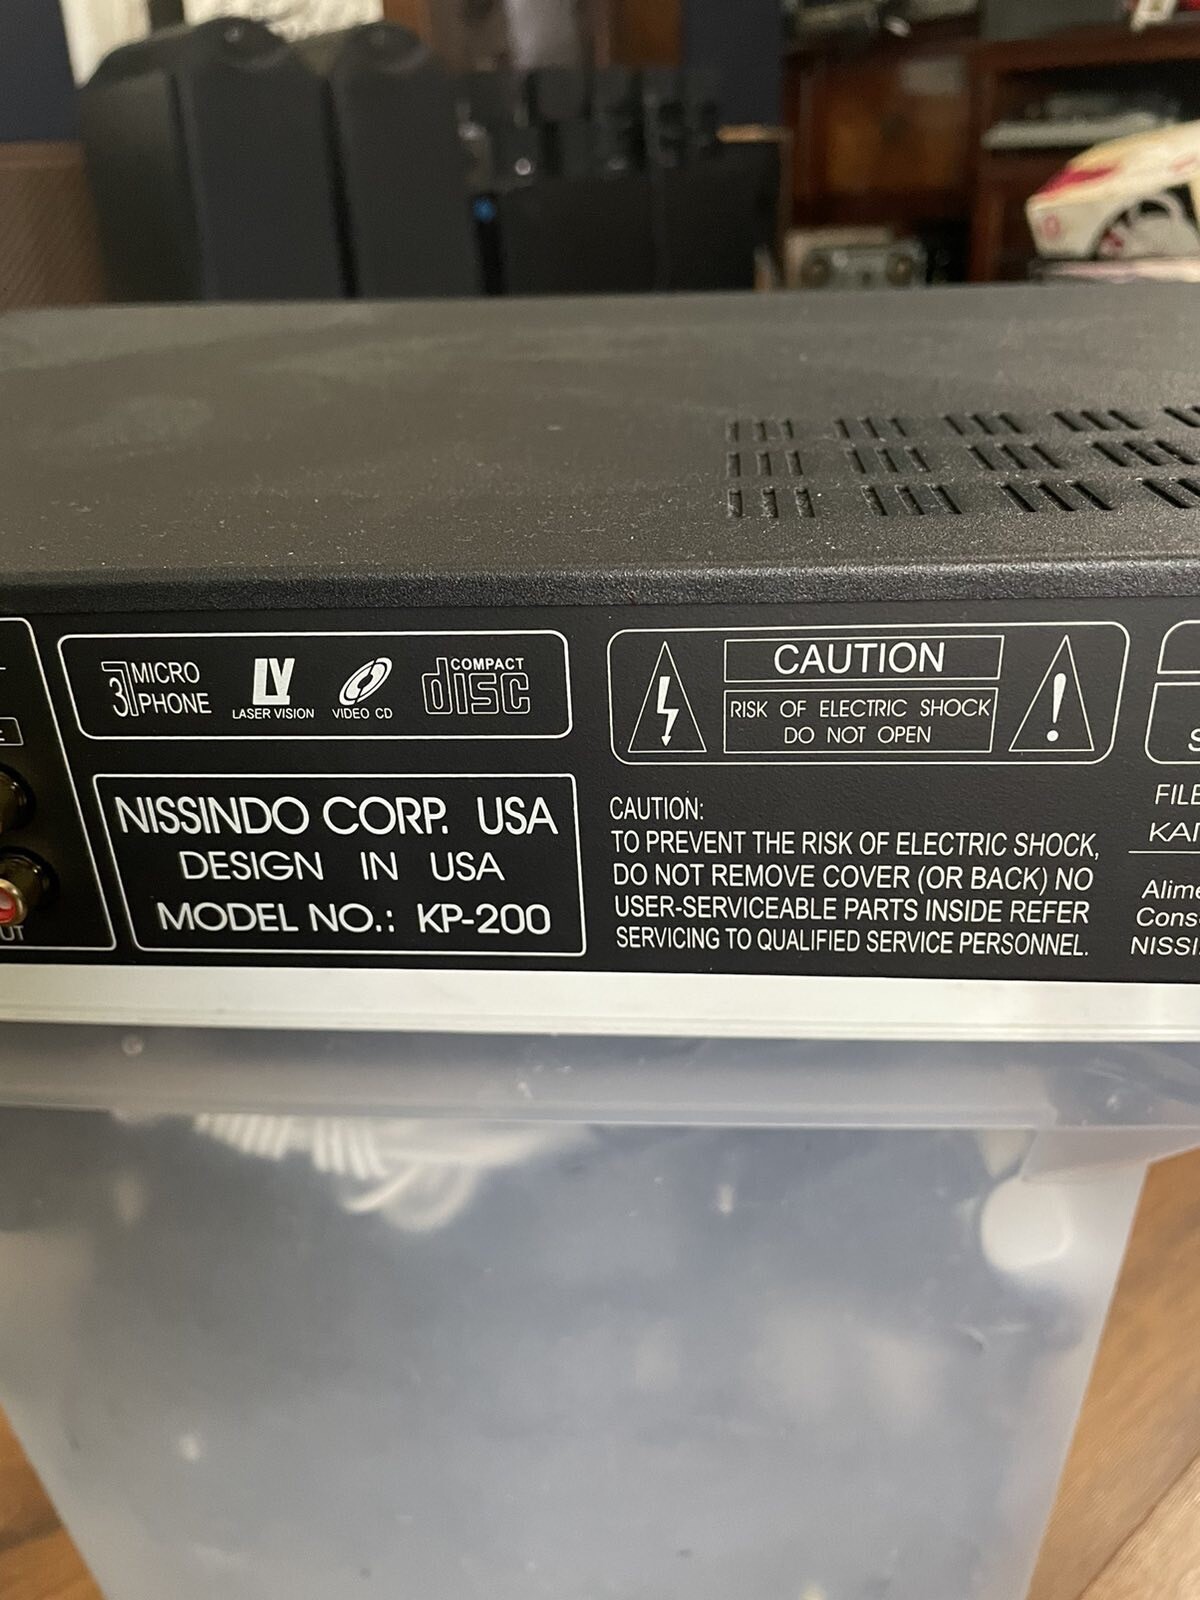 3 MICRO
PHONE
LV
LASER VISION
VIDEO CD
COMPACT
disc
NISSINDO CORP. USA
DESIGN IN USA
MODEL NO.: KP-200
CAUTION
RISK OF ELECTRIC SHOCK
DO NOT OPEN
CAUTION:
TO PREVENT THE RISK OF ELECTRIC SHOCK,
DO NOT REMOVE COVER (OR BACK) NO
USER-SERVICEABLE PARTS INSIDE REFER
SERVICING TO QUALIFIED SERVICE PERSONNEL.